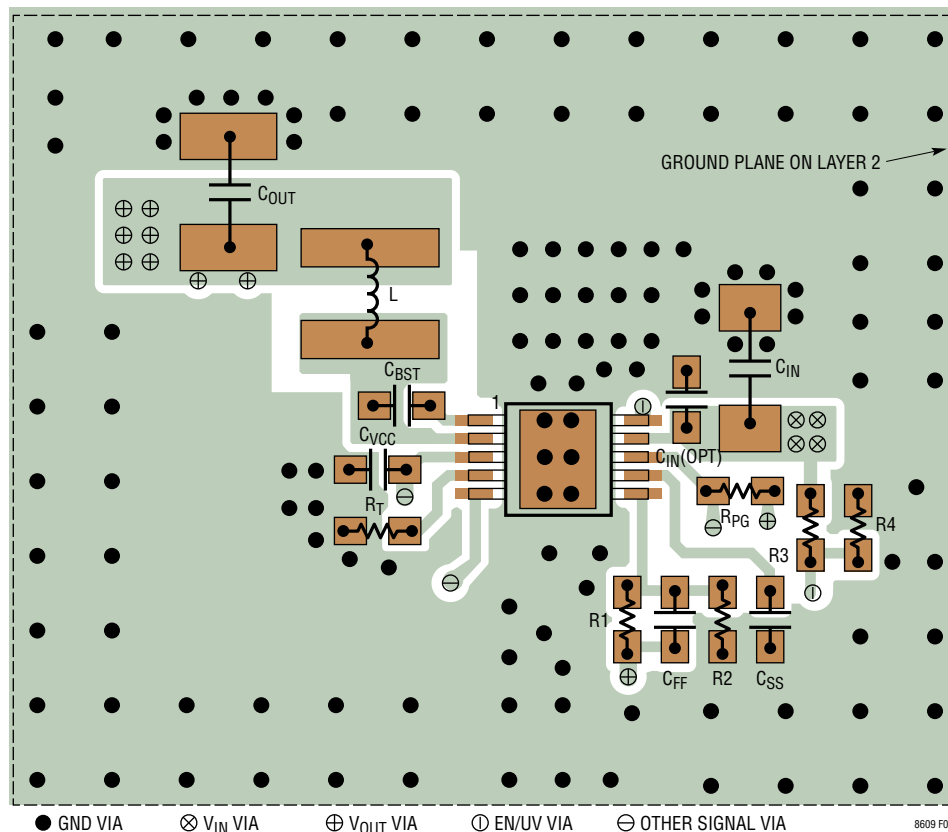 GROUND PLANE ON LAYER 2
COUT
L
CBST
1
CIN
CVCC
CIN(OPT)
RT
RPG
R3
R4
R1
CFF
R2
CSS
GND VIA
VIN VIA
VOUT VIA
EN/UV VIA
OTHER SIGNAL VIA
8609 F0